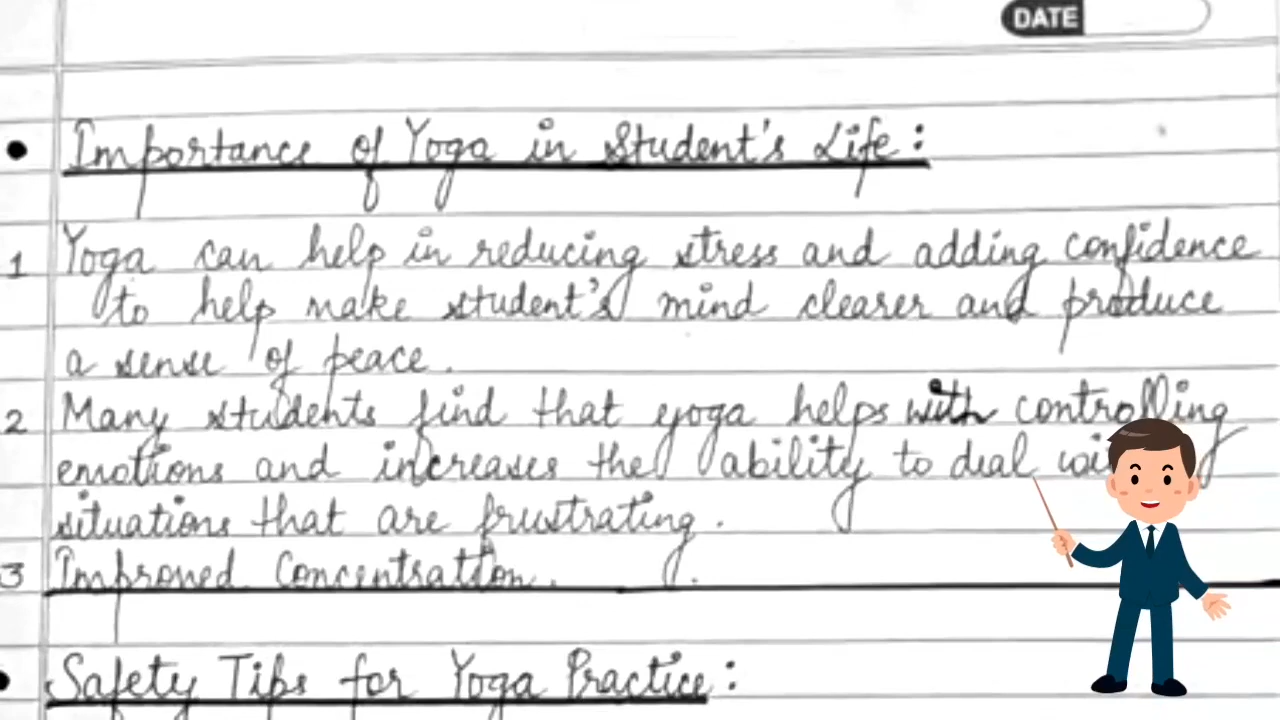 DATE
• Importance of Yoga in Student's Life :
1 Yoga can help in reducing stress and adding confidence
to help make student's mind clearer and produce
a sense of peace.
2 Many students find that yoga helps with controlling
emotions and increases the ability to deal
situations that are frustrating.
3 Improved Concentration.
• Safety Tips for Yoga Practice :